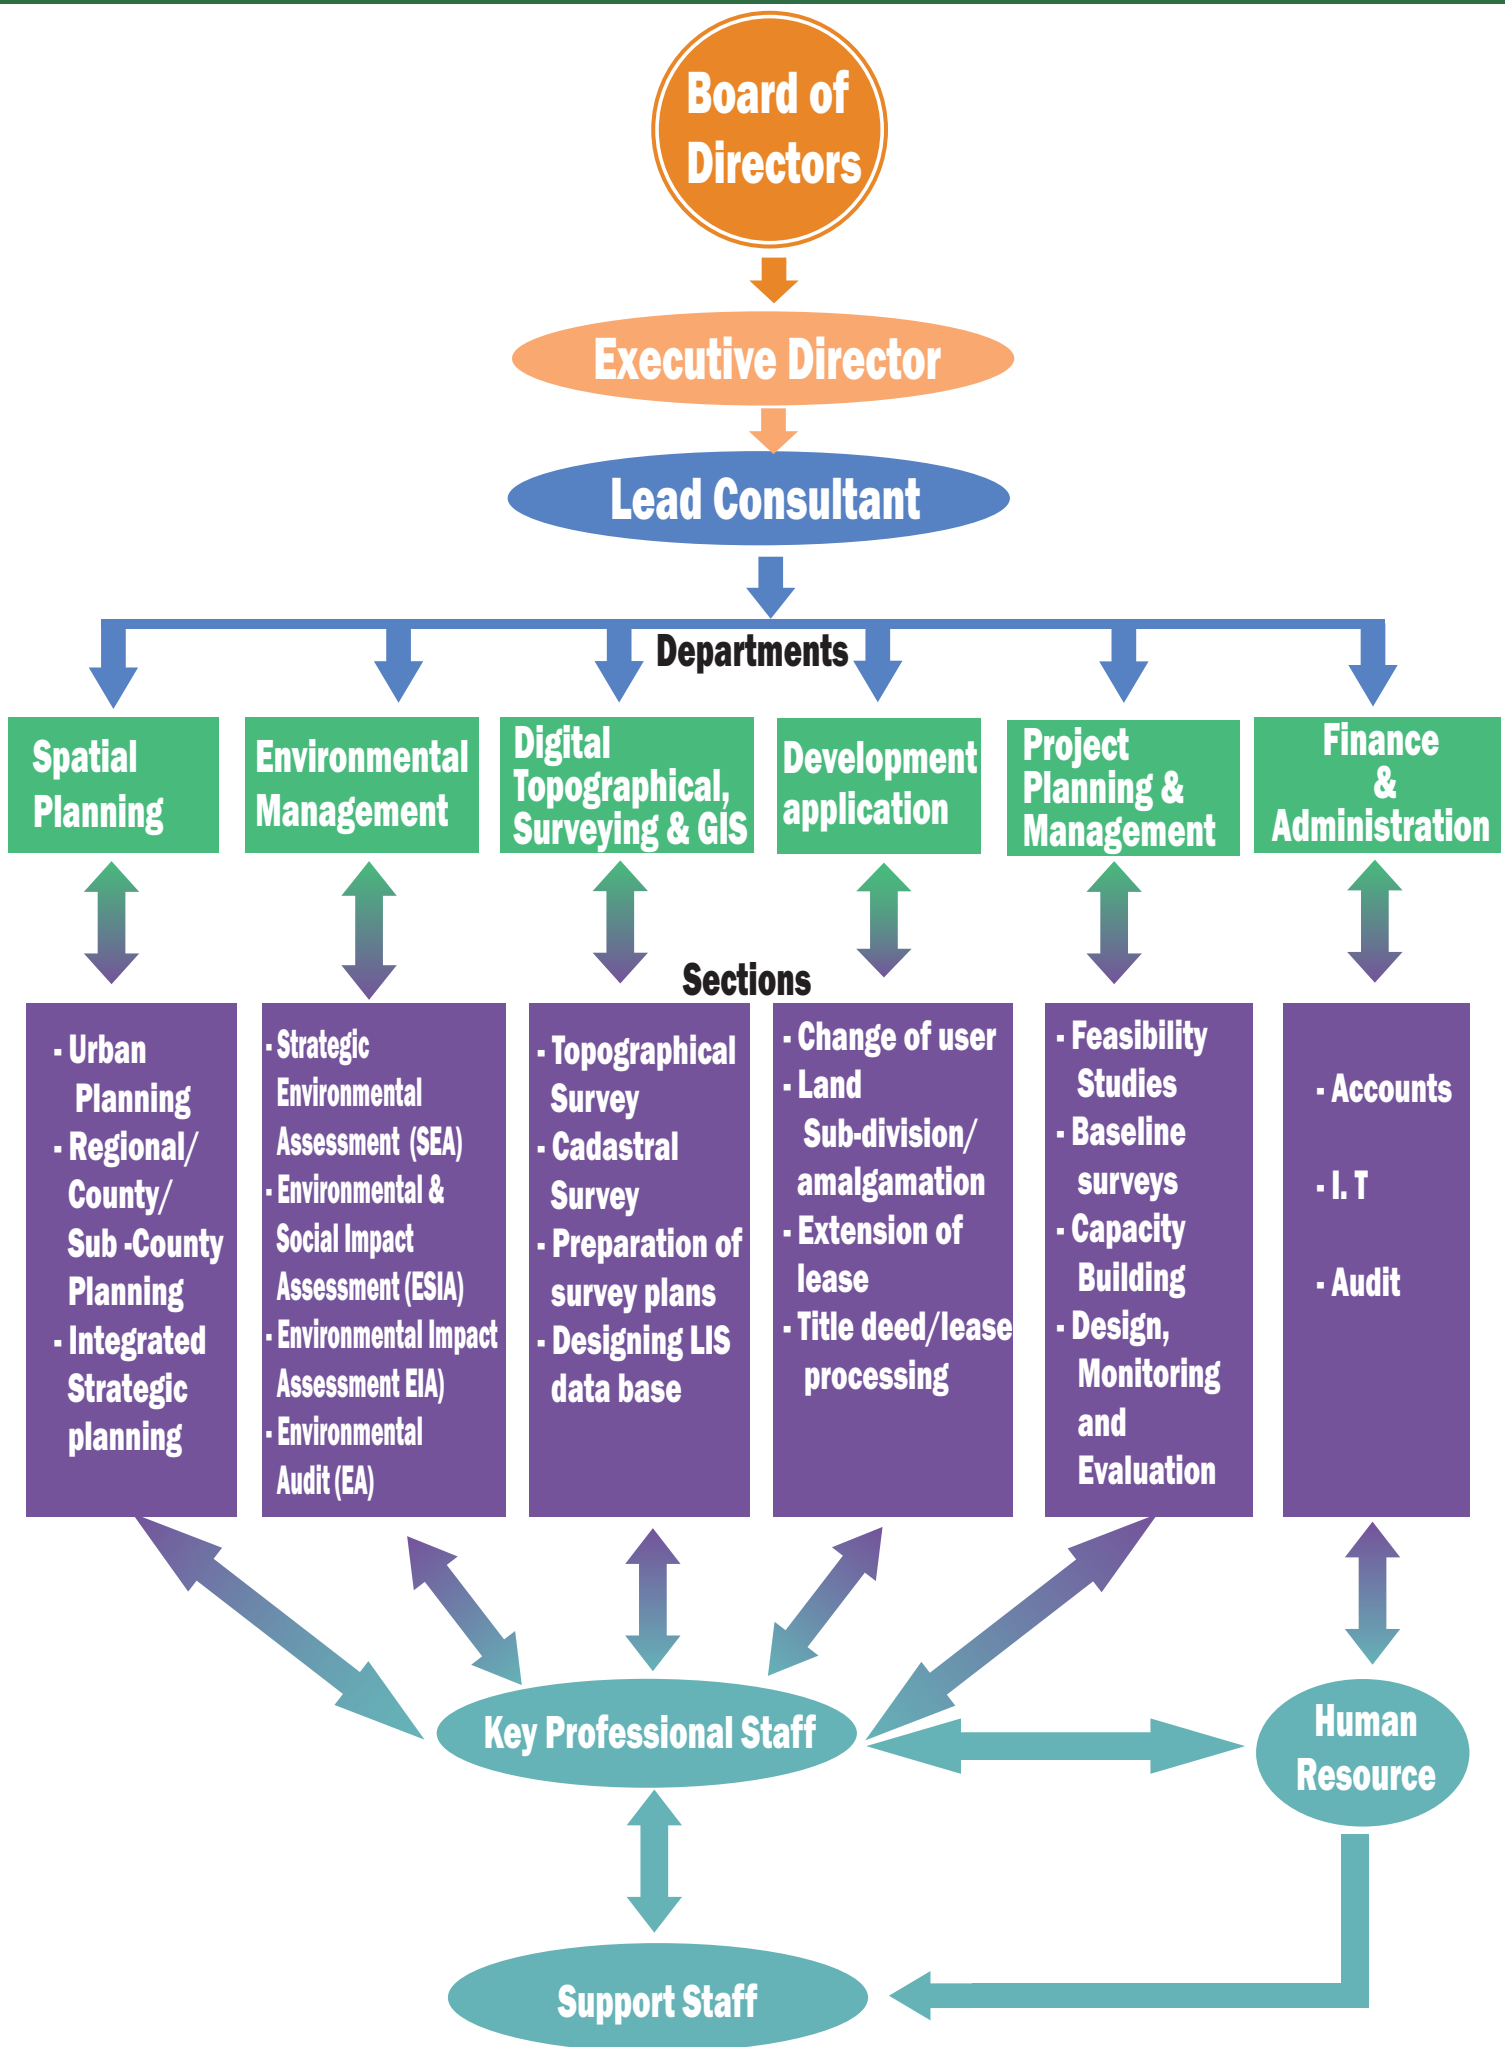 Board of
Directors
Executive Director
Lead Consultant
Departments
Spatial
Planning
Environmental
Management
Digital
Topographical,
Surveying & GIS
Development
application
Project
Planning &
Management
Finance
&
Administration
Sections
- Urban
Planning
- Regional/
County/
Sub -County
Planning
- Integrated
Strategic
planning
- Strategic
Environmental
Assessment (SEA)
- Environmental &
Social Impact
Assessment (ESIA)
- Environmental Impact
Assessment EIA)
- Environmental
Audit (EA)
- Topographical
Survey
- Cadastral
Survey
- Preparation of
survey plans
- Designing LIS
data base
- Change of user
- Land
Sub-division/
amalgamation
- Extension of
lease
- Title deed/lease
processing
- Feasibility
Studies
- Baseline
surveys
- Capacity
Building
- Design,
Monitoring
and
Evaluation
- Accounts
- I. T
- Audit
Key Professional Staff
Human
Resource
Support Staff